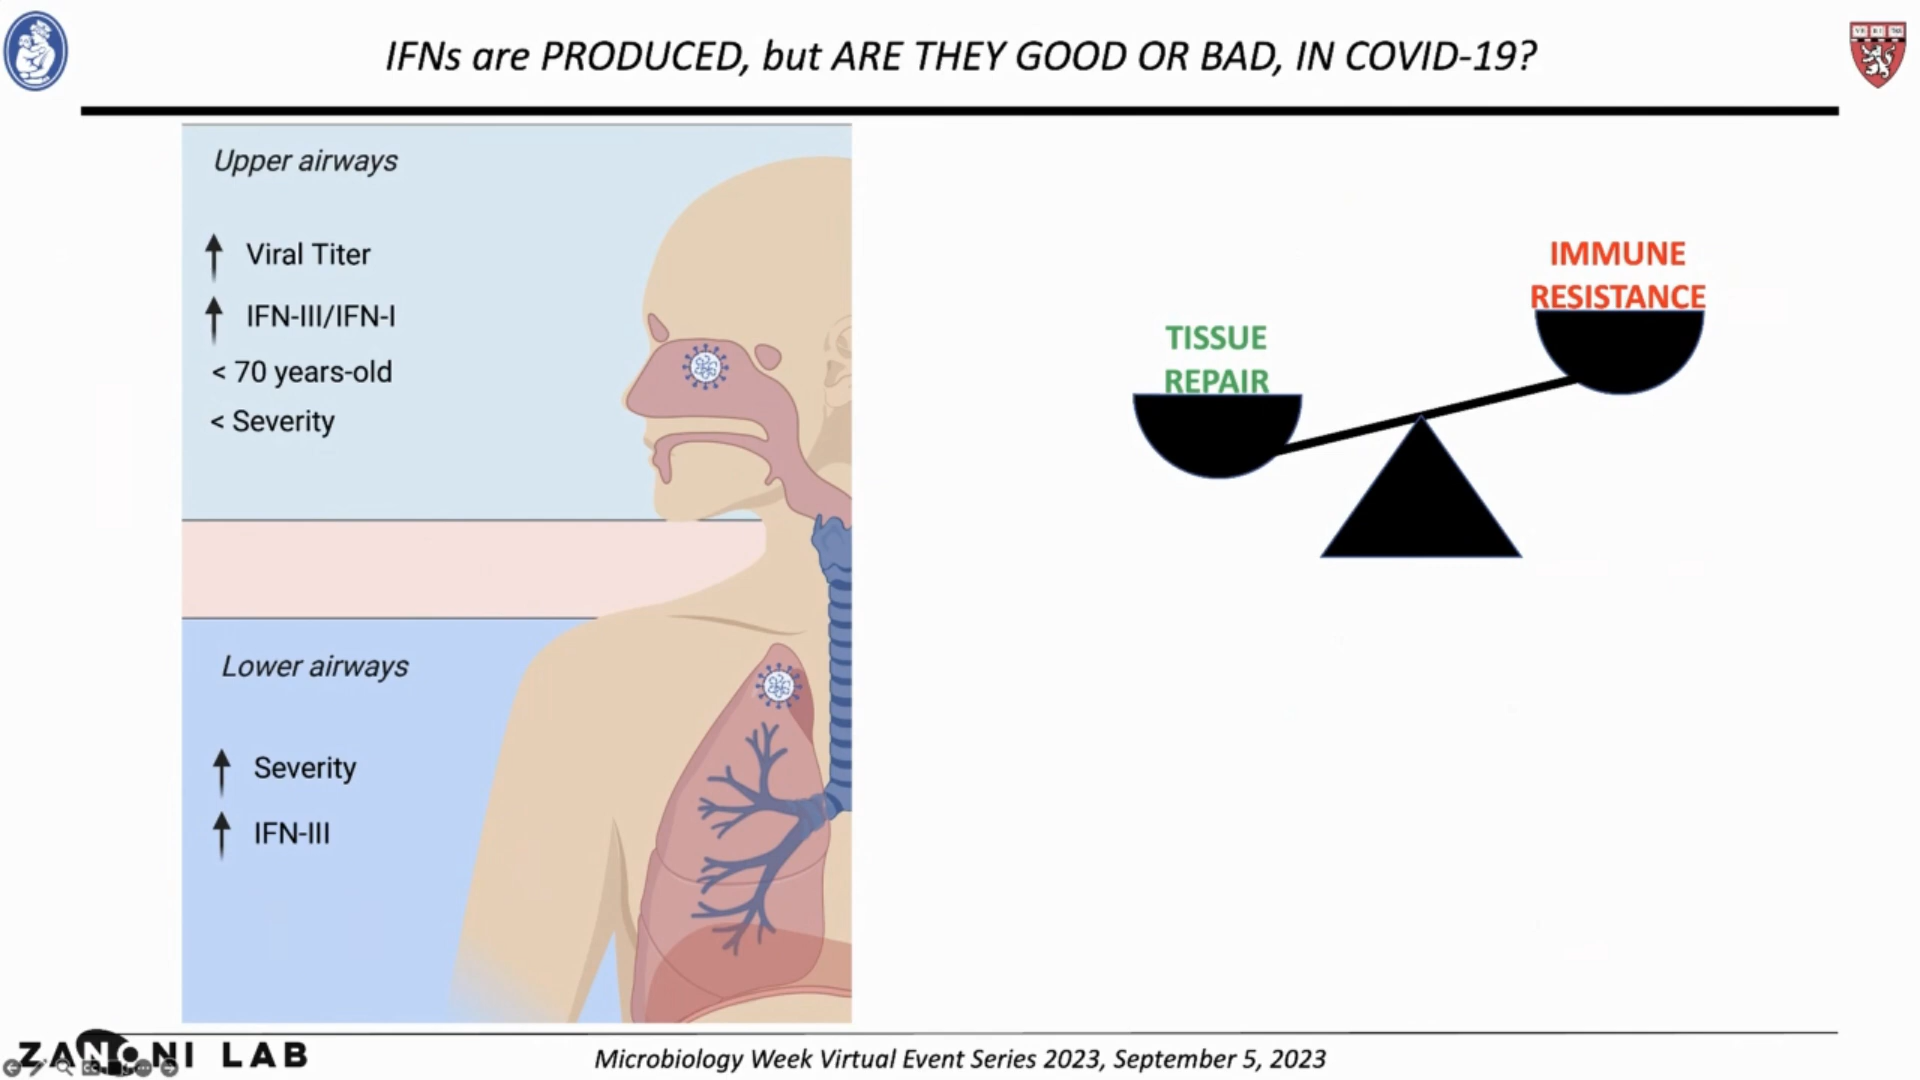 IFNs are PRODUCED, but ARE THEY GOOD OR BAD, IN COVID-19?
Upper airways
↑ Viral Titer
↑ IFN-III/IFN-I
< 70 years-old
< Severity
Lower airways
↑ Severity
↑ IFN-III
TISSUE
REPAIR
IMMUNE
RESISTANCE
ZANONI LAB
Microbiology Week Virtual Event Series 2023, September 5, 2023